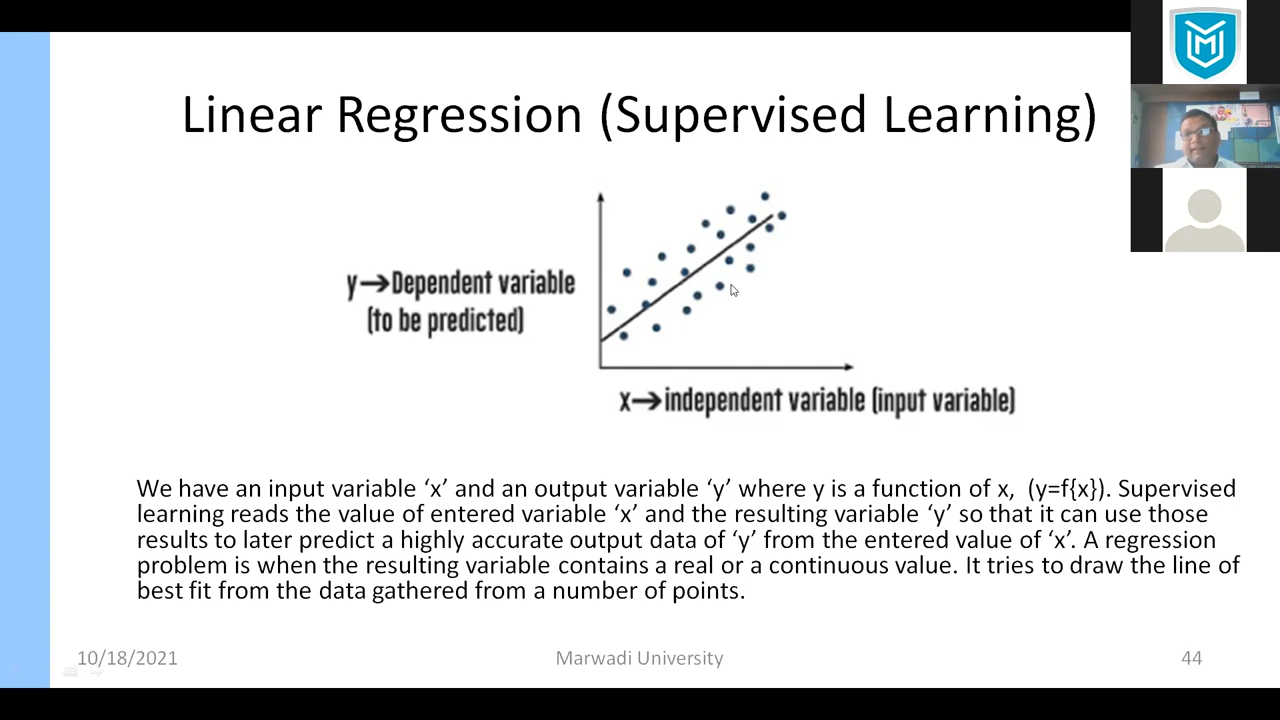 Linear Regression (Supervised Learning)
y→Dependent variable
(to be predicted)
x→independent variable (input variable)
We have an input variable ‘x’ and an output variable ‘y’ where y is a function of x,  (y=f{x}). Supervised
learning reads the value of entered variable ‘x’ and the resulting variable ‘y’ so that it can use those
results to later predict a highly accurate output data of ‘y’ from the entered value of ‘x’. A regression
problem is when the resulting variable contains a real or a continuous value. It tries to draw the line of
best fit from the data gathered from a number of points.
10/18/2021
Marwadi University
44